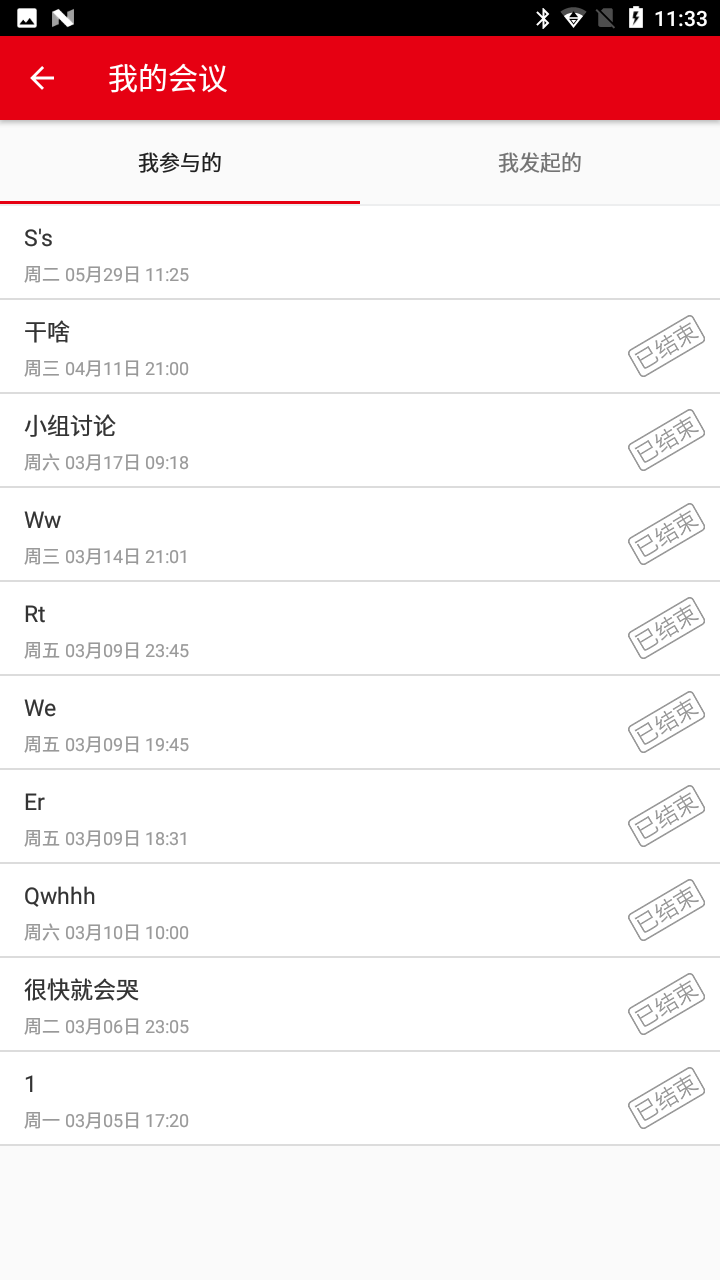 11:33
我的会议
我参与的
我发起的
S's
周二 05月29日 11:25
干啥
周三 04月11日 21:00
已结束
小组讨论
周六 03月17日 09:18
已结束
Ww
周三 03月14日 21:01
已结束
Rt
周五 03月09日 23:45
已结束
We
周五 03月09日 19:45
已结束
Er
周五 03月09日 18:31
已结束
Qwhhh
周六 03月10日 10:00
已结束
很快就会哭
周二 03月06日 23:05
已结束
1
周一 03月05日 17:20
已结束